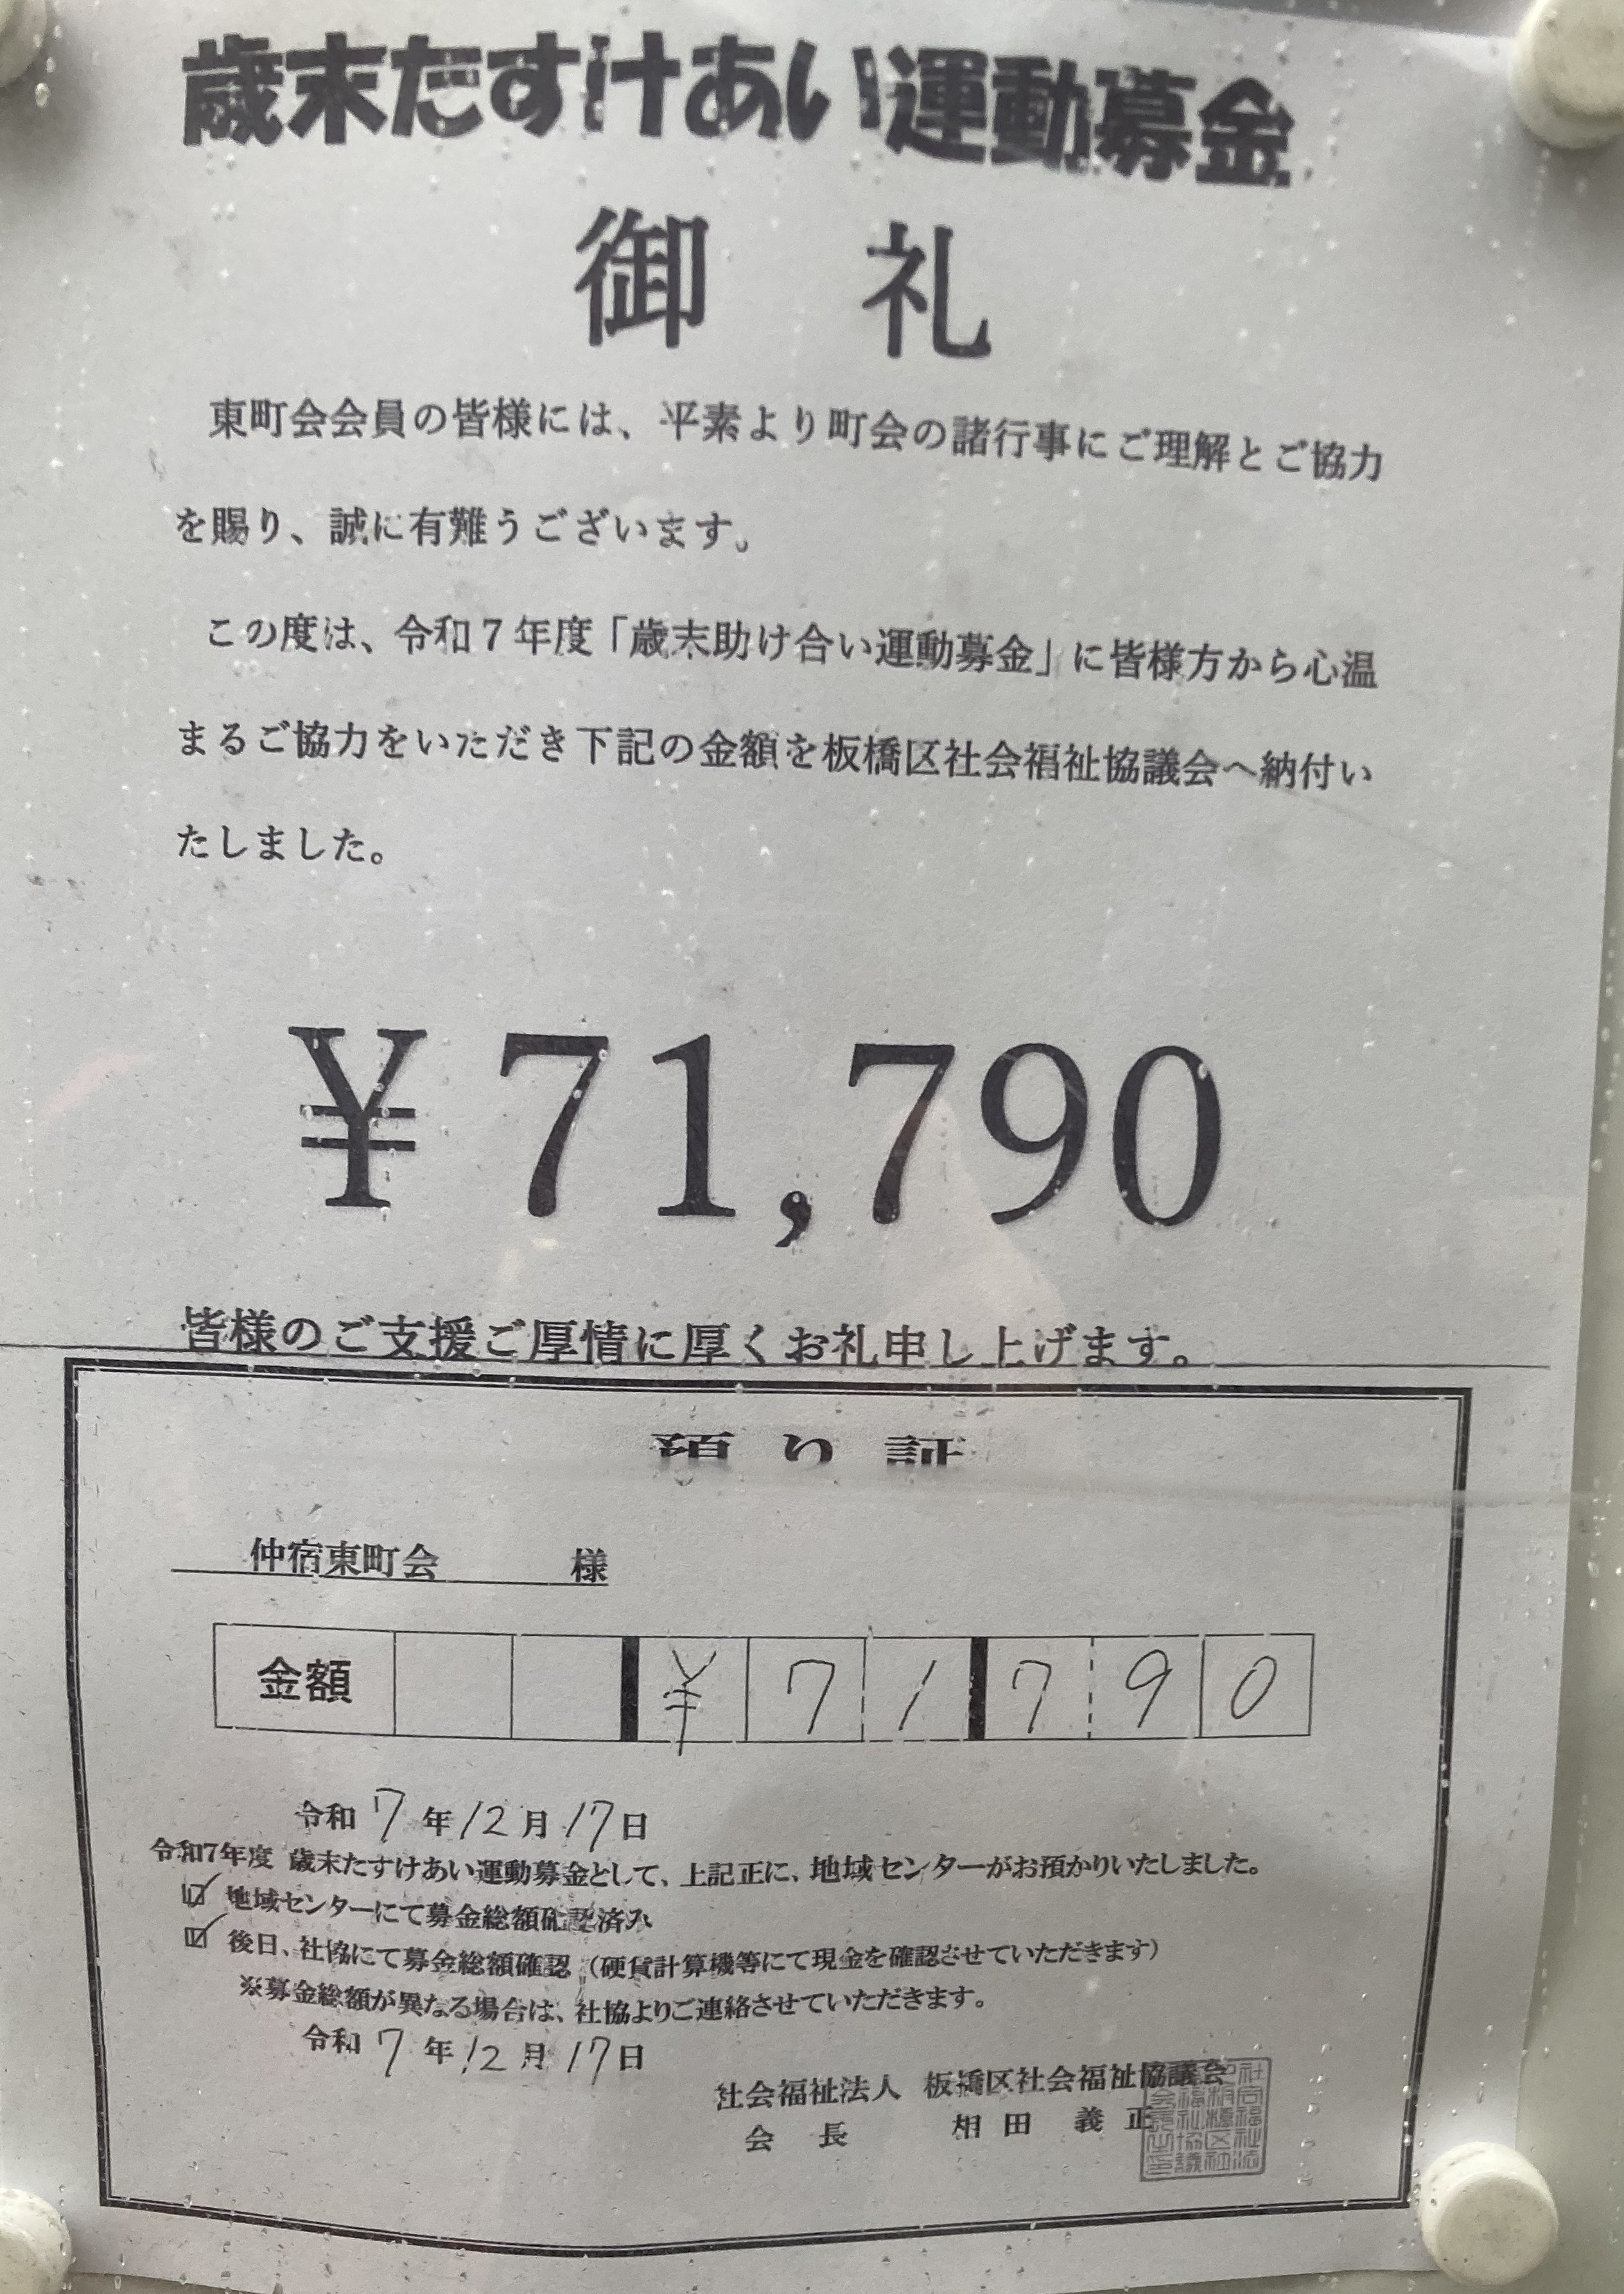 歳末たすけあい運動募金
御 礼
東町会会員の皆様には、平素より町会の諸行事にご理解とご協力
を賜り、誠に有難うございます。
この度は、令和7年度「歳末助け合い運動募金」に皆様方から心温
まるご協力をいただき下記の金額を板橋区社会福祉協議会へ納付い
たしました。
¥71,790
皆様のご支援ご厚情に厚くお礼申し上げます。
預り証
仲宿東町会 様
金額 ¥71790
令和7年12月17日
令和7年度 歳末たすけあい運動募金として、上記正に、地域センターがお預かりいたしました。
☑ 地域センターにて募金総額確認済み
☑ 後日、社協にて募金総額確認（硬貨計算機等にて現金を確認させていただきます）
※募金総額が異なる場合は、社協よりご連絡させていただきます。
令和7年12月17日
社会福祉法人 板橋区社会福祉協議会
会 長 相田 義正